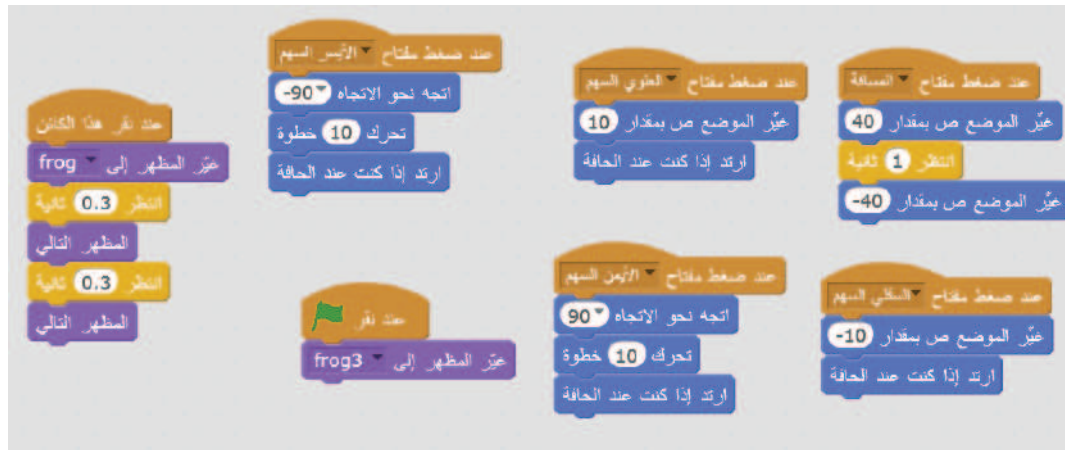 عند ضغط مفتاح المسافة
غيّر الموضع ص بمقدار 40
انتظر 1 ثانية
غيّر الموضع ص بمقدار -40
عند ضغط مفتاح العلوي السهم
غيّر الموضع ص بمقدار 10
ارتد إذا كنت عند الحافة
عند ضغط مفتاح الأيسر السهم
اتجه نحو الاتجاه -90
تحرك 10 خطوة
ارتد إذا كنت عند الحافة
عند نقر هذا الكائن
غيّر المظهر إلى frog
انتظر 0.3 ثانية
المظهر التالي
انتظر 0.3 ثانية
المظهر التالي
عند ضغط مفتاح السفلي السهم
غيّر الموضع ص بمقدار -10
ارتد إذا كنت عند الحافة
عند ضغط مفتاح الأيمن السهم
اتجه نحو الاتجاه 90
تحرك 10 خطوة
ارتد إذا كنت عند الحافة
عند نقر
غيّر المظهر إلى frog3